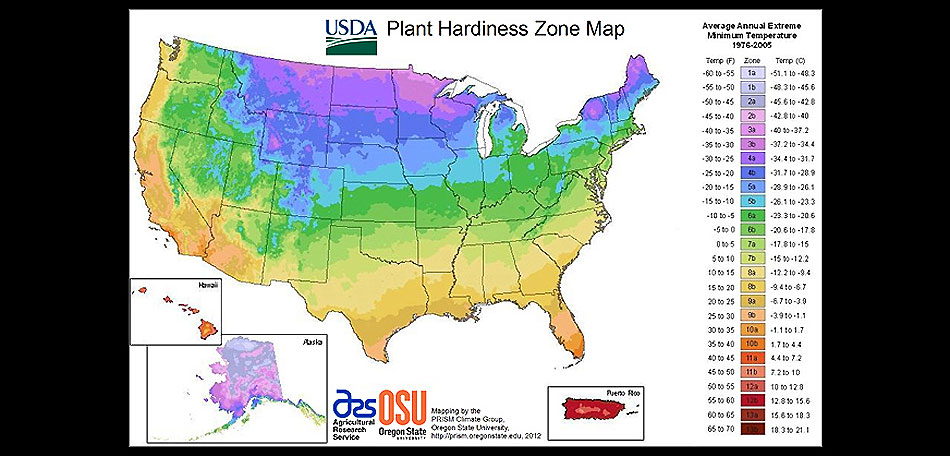 USDA
Plant Hardiness Zone Map
Average Annual Extreme
Minimum Temperature
1976-2005
Temp (F) Zone Temp (C)
-60 to -55 1a -51.1 to -48.3
-55 to -50 1b -48.3 to -45.6
-50 to -45 2a -45.6 to -42.8
-45 to -40 2b -42.8 to -40
-40 to -35 3a -40 to -37.2
-35 to -30 3b -37.2 to -34.4
-30 to -25 4a -34.4 to -31.7
-25 to -20 4b -31.7 to -28.9
-20 to -15 5a -28.9 to -26.1
-15 to -10 5b -26.1 to -23.3
-10 to -5 6a -23.3 to -20.6
-5 to 0 6b -20.6 to -17.8
0 to 5 7a -17.8 to -15
5 to 10 7b -15 to -12.2
10 to 15 8a -12.2 to -9.4
15 to 20 8b -9.4 to -6.7
20 to 25 9a -6.7 to -3.9
25 to 30 9b -3.9 to -1.1
30 to 35 10a -1.1 to 1.7
35 to 40 10b 1.7 to 4.4
40 to 45 11a 4.4 to 7.2
45 to 50 11b 7.2 to 10
50 to 55 12a 10 to 12.8
55 to 60 12b 12.8 to 15.6
60 to 65 13a 15.6 to 18.3
65 to 70 13b 18.3 to 21.1
Hawaii
Alaska
Puerto Rico
ars
Agricultural
Research
Service
OSU
Oregon State
UNIVERSITY
Mapping by the
PRISM Climate Group,
Oregon State University,
http://prism.oregonstate.edu, 2012